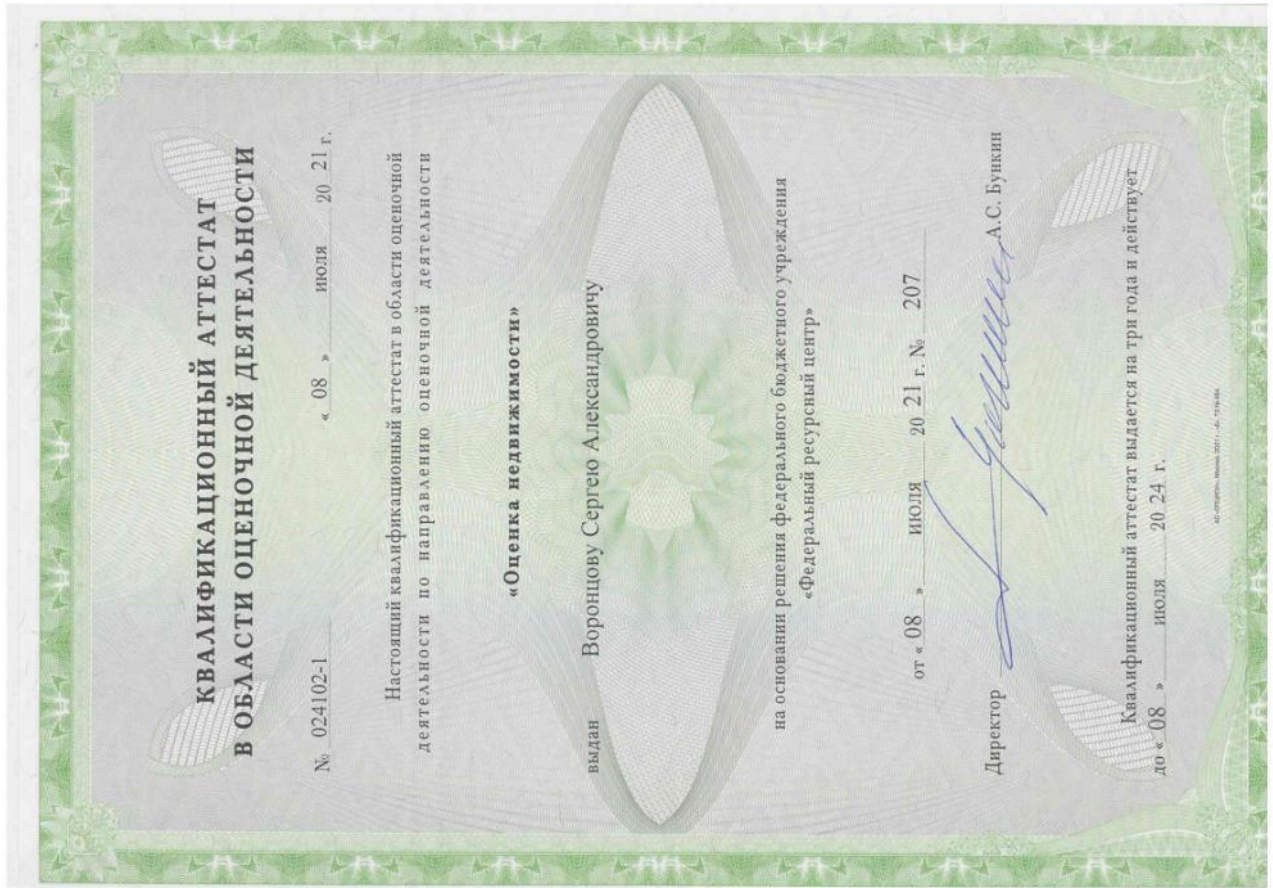 КВАЛИФИКАЦИОННЫЙ АТТЕСТАТ
В ОБЛАСТИ ОЦЕНОЧНОЙ ДЕЯТЕЛЬНОСТИ
№ 024102-1 « 08 » июля 20 21 г.
Настоящий квалификационный аттестат в области оценочной
деятельности по направлению оценочной деятельности
«Оценка недвижимости»
выдан Воронцову Сергею Александровичу
на основании решения федерального бюджетного учреждения
«Федеральный ресурсный центр»
от « 08 » июля 20 21 г. № 207
Директор А.С. Бункин
Квалификационный аттестат выдается на три года и действует
до « 08 » июля 20 24 г.